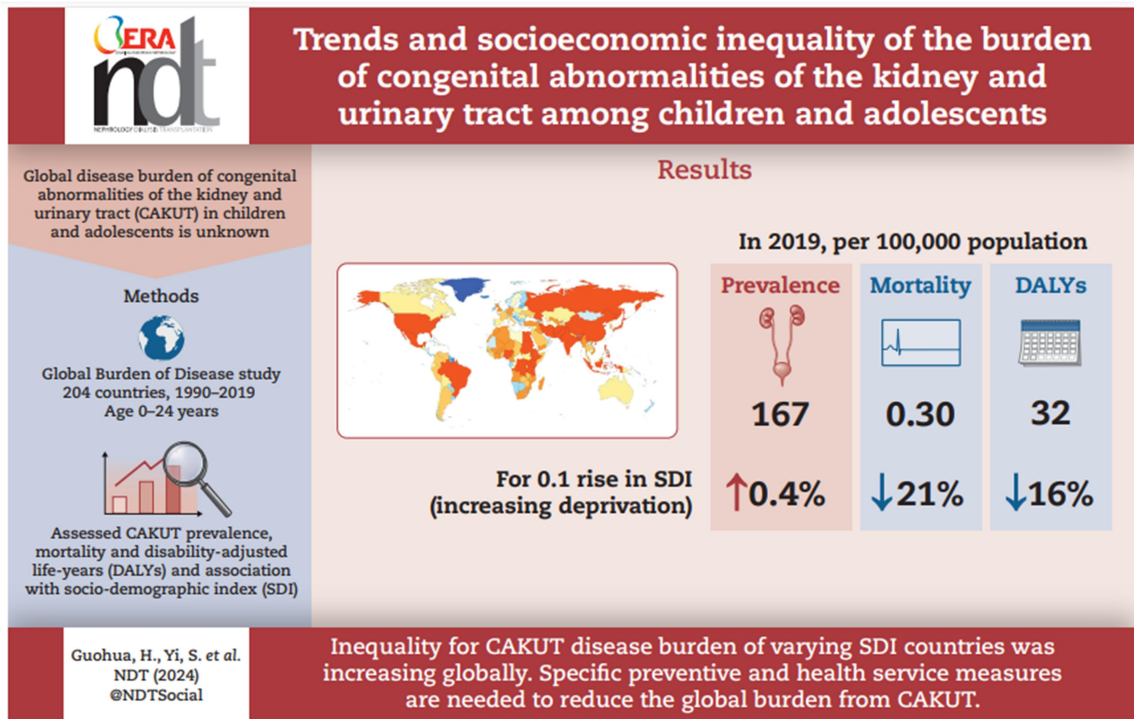 ERA
ndt
NEPHROLOGY DIALYSIS TRANSPLANTATION
Trends and socioeconomic inequality of the burden
of congenital abnormalities of the kidney and
urinary tract among children and adolescents
Global disease burden of congenital
abnormalities of the kidney and
urinary tract (CAKUT) in children
and adolescents is unknown
Methods
Global Burden of Disease study
204 countries, 1990–2019
Age 0–24 years
Assessed CAKUT prevalence,
mortality and disability-adjusted
life-years (DALYs) and association
with socio-demographic index (SDI)
Results
In 2019, per 100,000 population
Prevalence Mortality DALYs
167 0.30 32
For 0.1 rise in SDI
(increasing deprivation)
↑0.4% ↓21% ↓16%
Guohua, H., Yi, S. et al.
NDT (2024)
@NDTSocial
Inequality for CAKUT disease burden of varying SDI countries was
increasing globally. Specific preventive and health service measures
are needed to reduce the global burden from CAKUT.